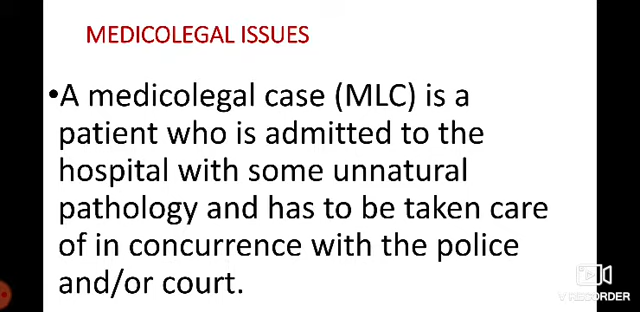 MEDICOLEGAL ISSUES
•A medicolegal case (MLC) is a
patient who is admitted to the
hospital with some unnatural
pathology and has to be taken care
of in concurrence with the police
and/or court.
V RECORDER